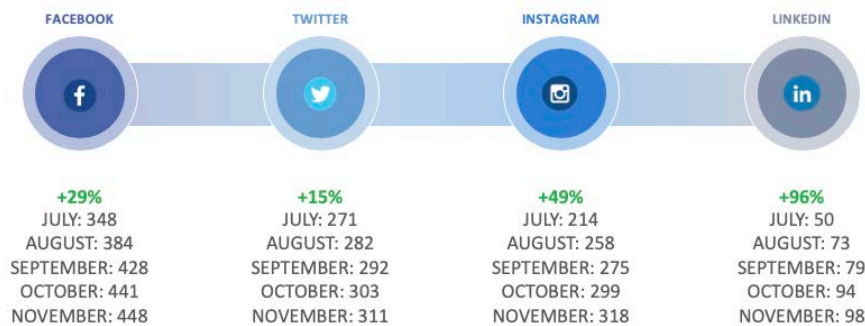 FACEBOOK
TWITTER
INSTAGRAM
LINKEDIN
f
in
+29%
JULY: 348
AUGUST: 384
SEPTEMBER: 428
OCTOBER: 441
NOVEMBER: 448
+15%
JULY: 271
AUGUST: 282
SEPTEMBER: 292
OCTOBER: 303
NOVEMBER: 311
+49%
JULY: 214
AUGUST: 258
SEPTEMBER: 275
OCTOBER: 299
NOVEMBER: 318
+96%
JULY: 50
AUGUST: 73
SEPTEMBER: 79
OCTOBER: 94
NOVEMBER: 98